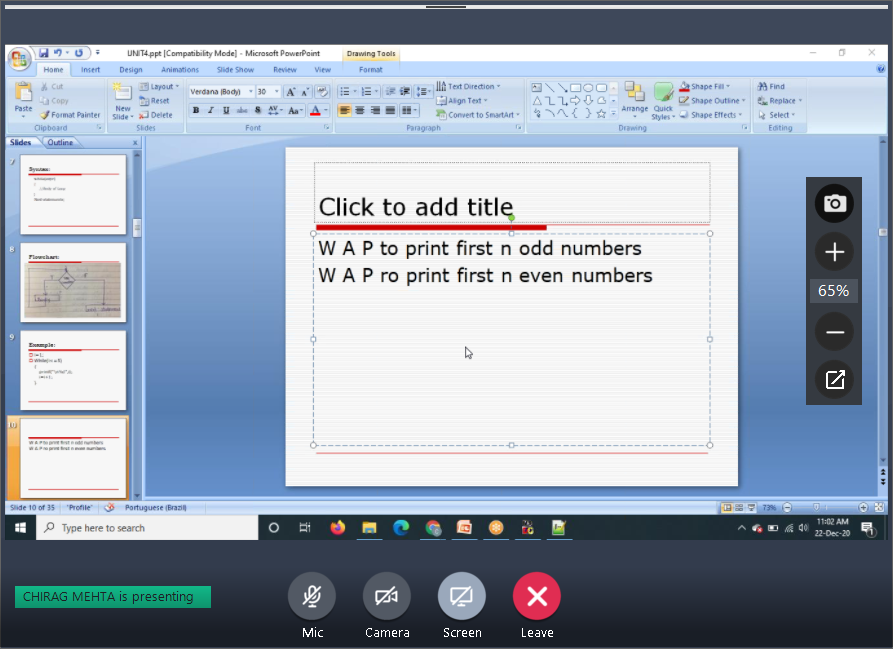 UNIT4.ppt [Compatibility Mode] - Microsoft PowerPoint
Drawing Tools
Home Insert Design Animations Slide Show Review View Format
Paste
Cut
Copy
Format Painter
Clipboard
New Slide
Layout
Reset
Delete
Slides
Verdana (Body) 30
B I U abc S AV Aa A
Font
Text Direction
Align Text
Convert to SmartArt
Paragraph
Arrange
Quick Styles
Shape Fill
Shape Outline
Shape Effects
Drawing
Find
Replace
Select
Editing
Slides Outline x
7
Syntax:
8
Flowchart:
9
Example:
i=1;
10
W A P to print first n odd numbers
W A P ro print first n even numbers
Click to add title
W A P to print first n odd numbers
W A P ro print first n even numbers
65%
Slide 10 of 35 "Profile" Portuguese (Brazil) 73%
Type here to search
11:02 AM
22-Dec-20
1
CHIRAG MEHTA is presenting
Mic Camera Screen Leave